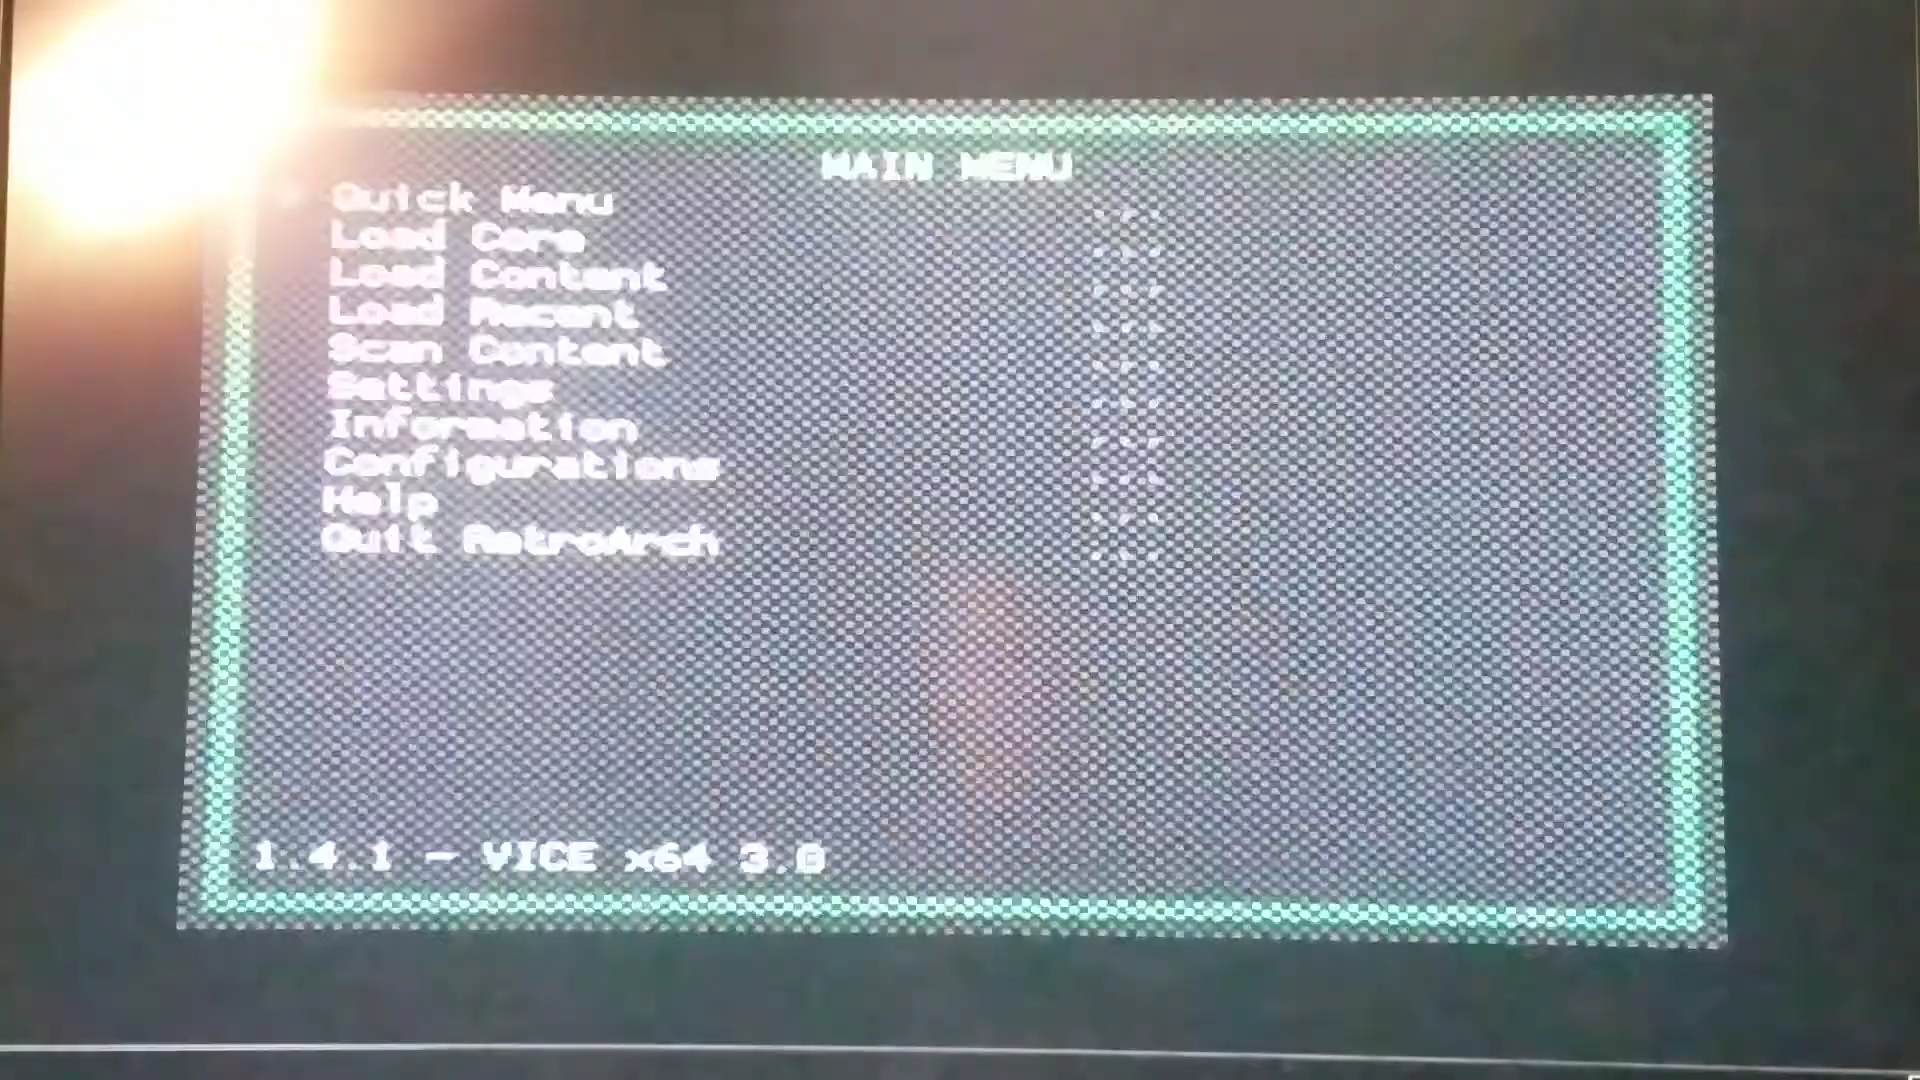 MAIN MENU
Quick Menu ...
Load Core ...
Load Content ...
Load Recent ...
Scan Content ...
Settings ...
Information ...
Configurations ...
Help ...
Quit RetroArch ...
1.4.1 - VICE x64 3.0